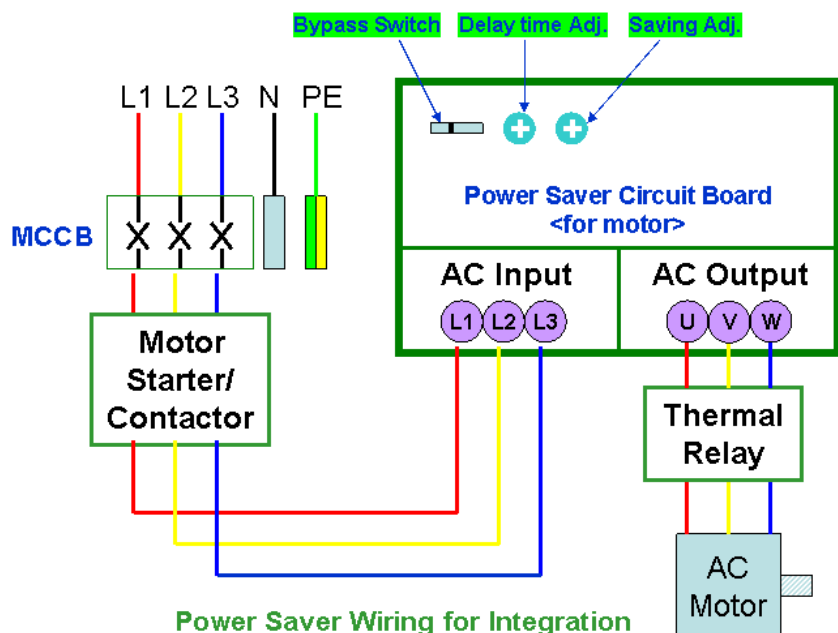 Bypass Switch Delay time Adj. Saving Adj.
L1 L2 L3 N PE
MCCB
Power Saver Circuit Board
<for motor>
AC Input
L1 L2 L3
AC Output
U V W
Motor
Starter/
Contactor
Thermal
Relay
AC
Motor
Power Saver Wiring for Integration